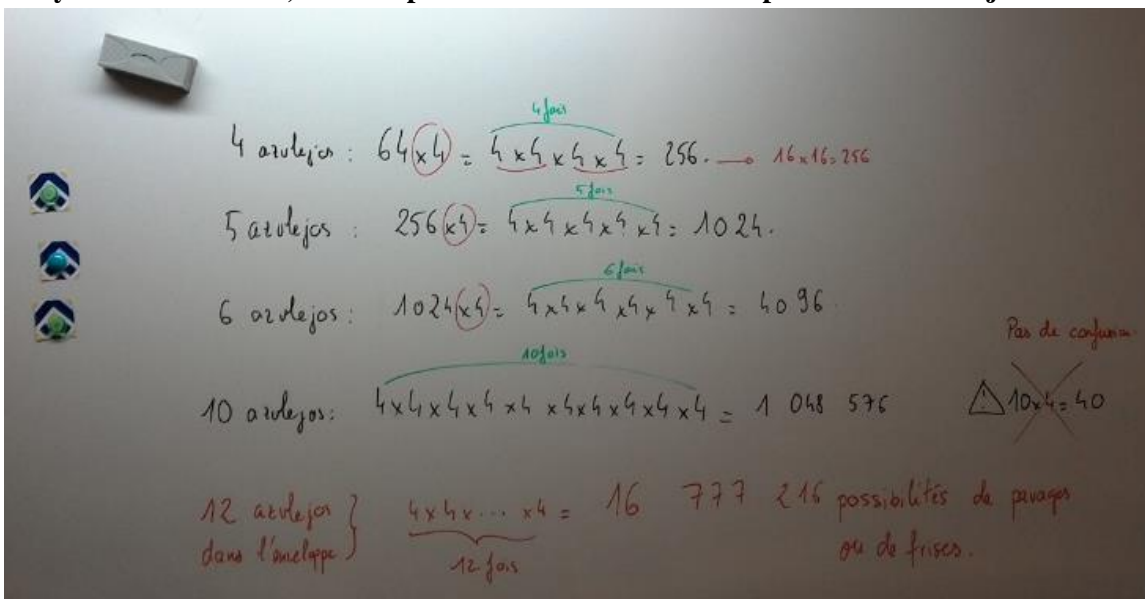 4 fois
4 azulejos : 64 x4 = 4 x 4 x 4 x 4 = 256. → 16 x 16 = 256
5 fois
5 azulejos : 256 x4 = 4 x 4 x 4 x 4 x 4 = 1024.
6 fois
6 azulejos : 1024 x4 = 4 x 4 x 4 x 4 x 4 x 4 = 4096.
Pas de confusion
10 fois
10 azulejos : 4 x 4 x 4 x 4 x 4 x 4 x 4 x 4 x 4 x 4 = 1 048 576
! 10 x 4 = 40
12 azulejos } 4 x 4 x ... x 4 = 16 777 216 possibilités de pavages
dans l'enveloppe } 12 fois ou de frises.